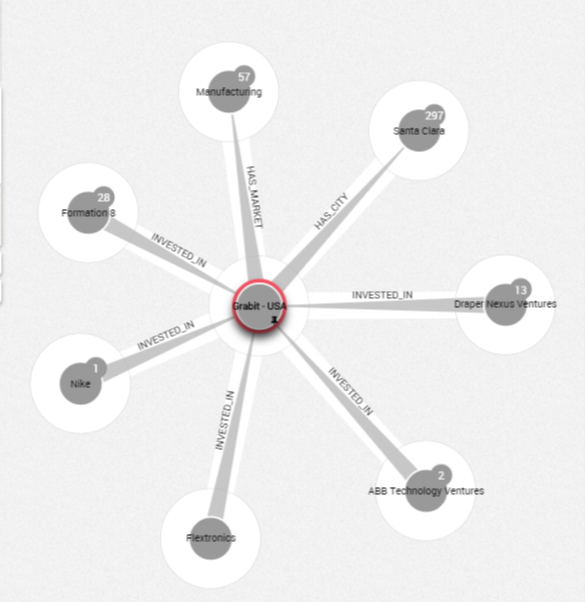 57
Manufacturing
297
Santa Clara
HAS_MARKET
HAS_CITY
28
Formation 8
INVESTED_IN
INVESTED_IN
13
Draper Nexus Ventures
Grabit - USA
INVESTED_IN
1
Nike
INVESTED_IN
INVESTED_IN
2
ABB Technology Ventures
Flextronics